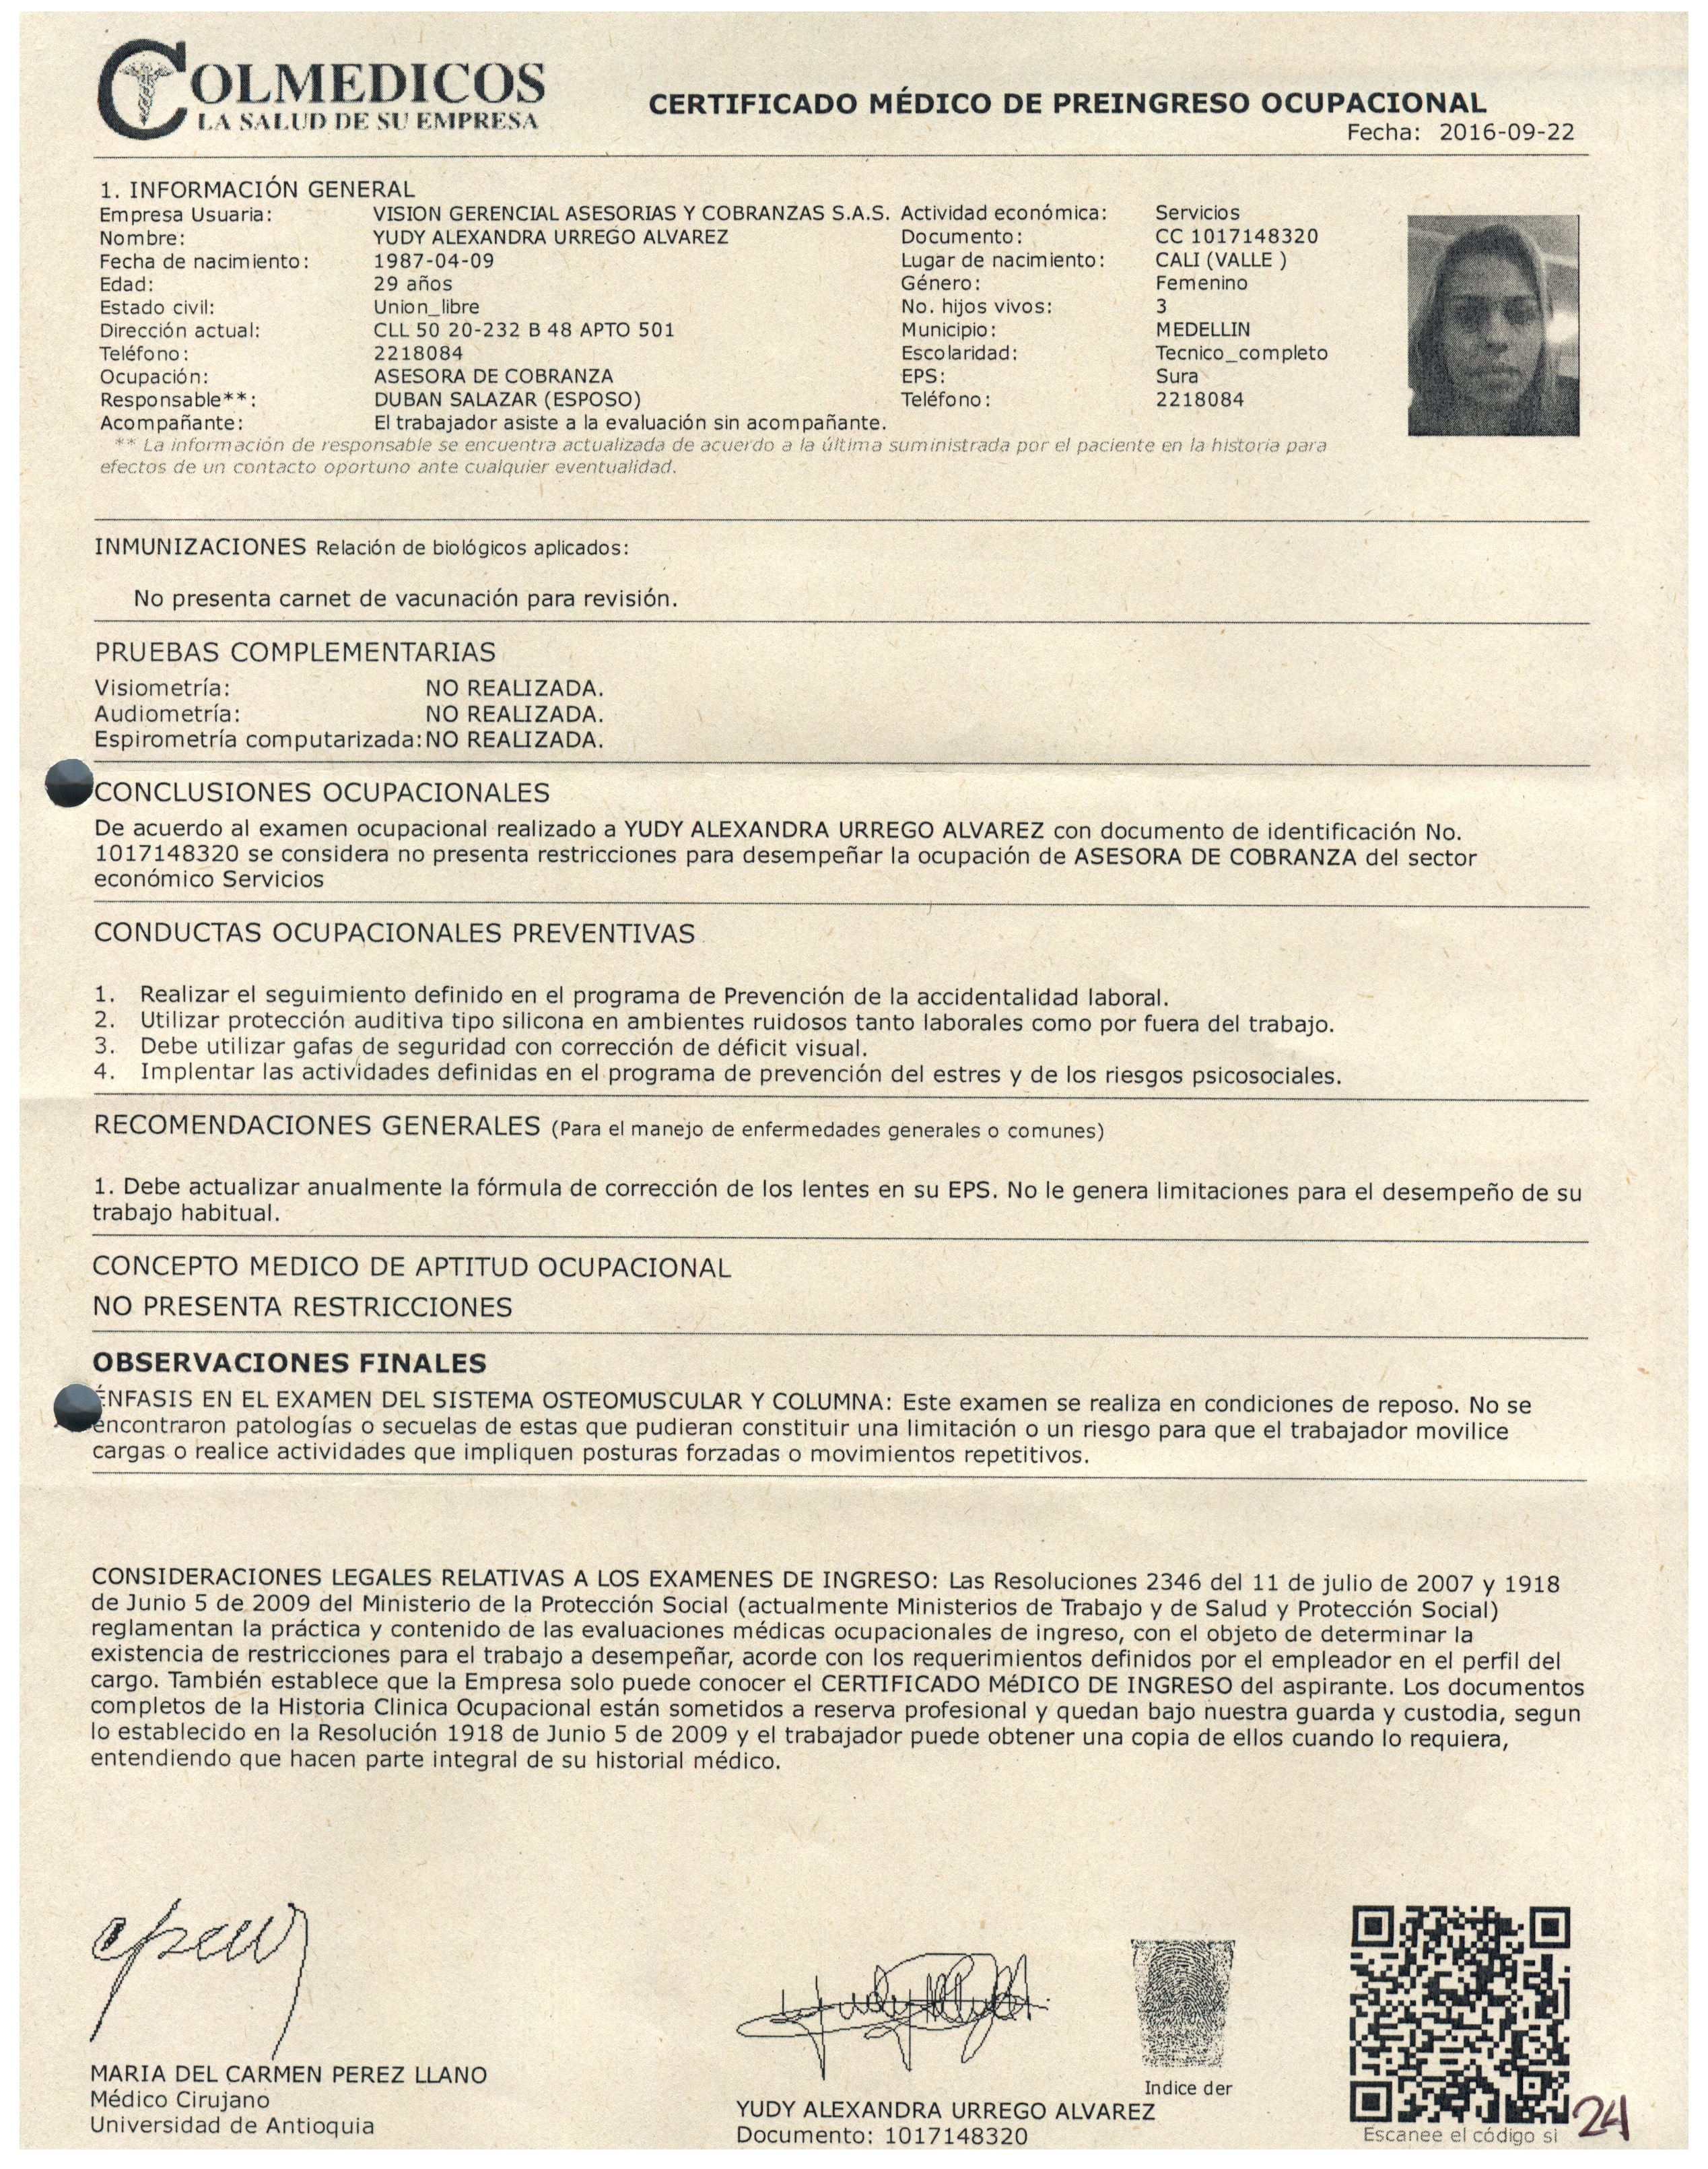 COLMEDICOS
LA SALUD DE SU EMPRESA
CERTIFICADO MÉDICO DE PREINGRESO OCUPACIONAL
Fecha: 2016-09-22
1. INFORMACIÓN GENERAL
Empresa Usuaria: VISION GERENCIAL ASESORIAS Y COBRANZAS S.A.S. Actividad económica: Servicios
Nombre: YUDY ALEXANDRA URREGO ALVAREZ Documento: CC 1017148320
Fecha de nacimiento: 1987-04-09 Lugar de nacimiento: CALI (VALLE )
Edad: 29 años Género: Femenino
Estado civil: Union_libre No. hijos vivos: 3
Dirección actual: CLL 50 20-232 B 48 APTO 501 Municipio: MEDELLIN
Teléfono: 2218084 Escolaridad: Tecnico_completo
Ocupación: ASESORA DE COBRANZA EPS: Sura
Responsable**: DUBAN SALAZAR (ESPOSO) Teléfono: 2218084
Acompañante: El trabajador asiste a la evaluación sin acompañante.
** La información de responsable se encuentra actualizada de acuerdo a la última suministrada por el paciente en la historia para
efectos de un contacto oportuno ante cualquier eventualidad.
INMUNIZACIONES Relación de biológicos aplicados:
No presenta carnet de vacunación para revisión.
PRUEBAS COMPLEMENTARIAS
Visiometría: NO REALIZADA.
Audiometría: NO REALIZADA.
Espirometría computarizada: NO REALIZADA.
CONCLUSIONES OCUPACIONALES
De acuerdo al examen ocupacional realizado a YUDY ALEXANDRA URREGO ALVAREZ con documento de identificación No.
1017148320 se considera no presenta restricciones para desempeñar la ocupación de ASESORA DE COBRANZA del sector
económico Servicios
CONDUCTAS OCUPACIONALES PREVENTIVAS
1. Realizar el seguimiento definido en el programa de Prevención de la accidentalidad laboral.
2. Utilizar protección auditiva tipo silicona en ambientes ruidosos tanto laborales como por fuera del trabajo.
3. Debe utilizar gafas de seguridad con corrección de déficit visual.
4. Implentar las actividades definidas en el programa de prevención del estres y de los riesgos psicosociales.
RECOMENDACIONES GENERALES (Para el manejo de enfermedades generales o comunes)
1. Debe actualizar anualmente la fórmula de corrección de los lentes en su EPS. No le genera limitaciones para el desempeño de su
trabajo habitual.
CONCEPTO MEDICO DE APTITUD OCUPACIONAL
NO PRESENTA RESTRICCIONES
OBSERVACIONES FINALES
ÉNFASIS EN EL EXAMEN DEL SISTEMA OSTEOMUSCULAR Y COLUMNA: Este examen se realiza en condiciones de reposo. No se
encontraron patologías o secuelas de estas que pudieran constituir una limitación o un riesgo para que el trabajador movilice
cargas o realice actividades que impliquen posturas forzadas o movimientos repetitivos.
CONSIDERACIONES LEGALES RELATIVAS A LOS EXAMENES DE INGRESO: Las Resoluciones 2346 del 11 de julio de 2007 y 1918
de Junio 5 de 2009 del Ministerio de la Protección Social (actualmente Ministerios de Trabajo y de Salud y Protección Social)
reglamentan la práctica y contenido de las evaluaciones médicas ocupacionales de ingreso, con el objeto de determinar la
existencia de restricciones para el trabajo a desempeñar, acorde con los requerimientos definidos por el empleador en el perfil del
cargo. También establece que la Empresa solo puede conocer el CERTIFICADO MéDICO DE INGRESO del aspirante. Los documentos
completos de la Historia Clinica Ocupacional están sometidos a reserva profesional y quedan bajo nuestra guarda y custodia, segun
lo establecido en la Resolución 1918 de Junio 5 de 2009 y el trabajador puede obtener una copia de ellos cuando lo requiera,
entendiendo que hacen parte integral de su historial médico.
MARIA DEL CARMEN PEREZ LLANO
Médico Cirujano
Universidad de Antioquia
Indice der
YUDY ALEXANDRA URREGO ALVAREZ
Documento: 1017148320
Escanee el código si
24